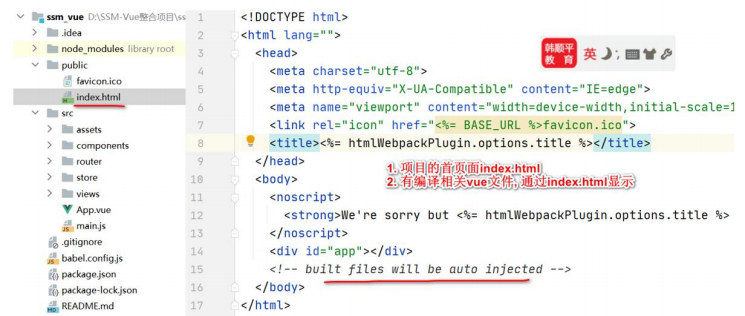 ssm_vue D:\SSM-Vue整合项目\ss
.idea
node_modules library root
public
favicon.ico
index.html
src
assets
components
router
store
views
App.vue
main.js
.gitignore
babel.config.js
package.json
package-lock.json
README.md
1 <!DOCTYPE html>
2 <html lang="">
3 <head>
4 <meta charset="utf-8">
5 <meta http-equiv="X-UA-Compatible" content="IE=edge">
6 <meta name="viewport" content="width=device-width,initial-scale=1
7 <link rel="icon" href="<%= BASE_URL %>favicon.ico">
8 <title><%= htmlWebpackPlugin.options.title %></title>
9 </head>
10 <body>
11 <noscript>
12 <strong>We're sorry but <%= htmlWebpackPlugin.options.title %>
13 </noscript>
14 <div id="app"></div>
15 <!-- built files will be auto injected -->
16 </body>
17 </html>
韩顺平
教 育
英
1. 项目的首页面index.html
2. 有编译相关vue文件, 通过index.html显示